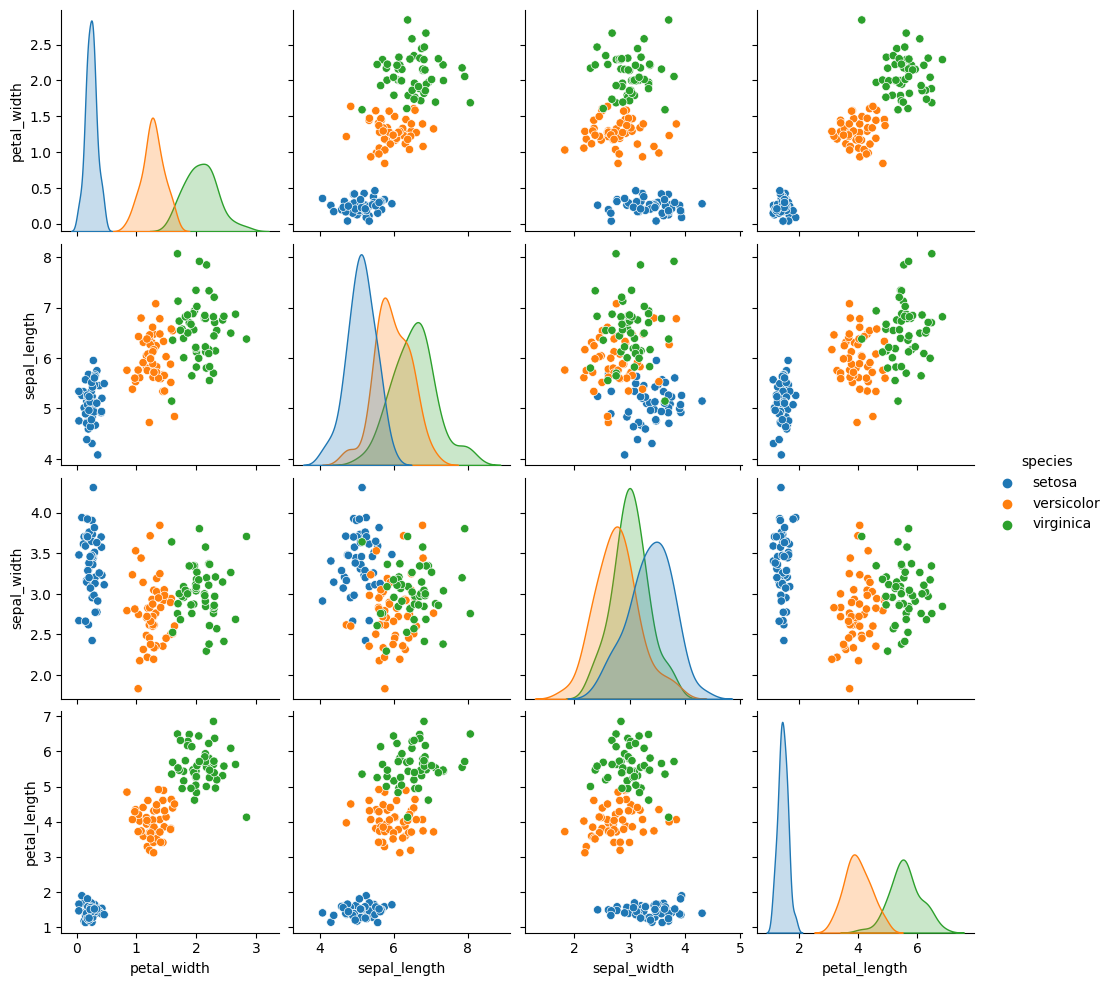 petal_width
2.5
2.0
1.5
1.0
0.5
0.0
sepal_length
8
7
6
5
4
species
setosa
versicolor
virginica
sepal_width
4.0
3.5
3.0
2.5
2.0
petal_length
7
6
5
4
3
2
1
0 1 2 3
4 6 8
2 3 4 5
2 4 6
petal_width sepal_length sepal_width petal_length